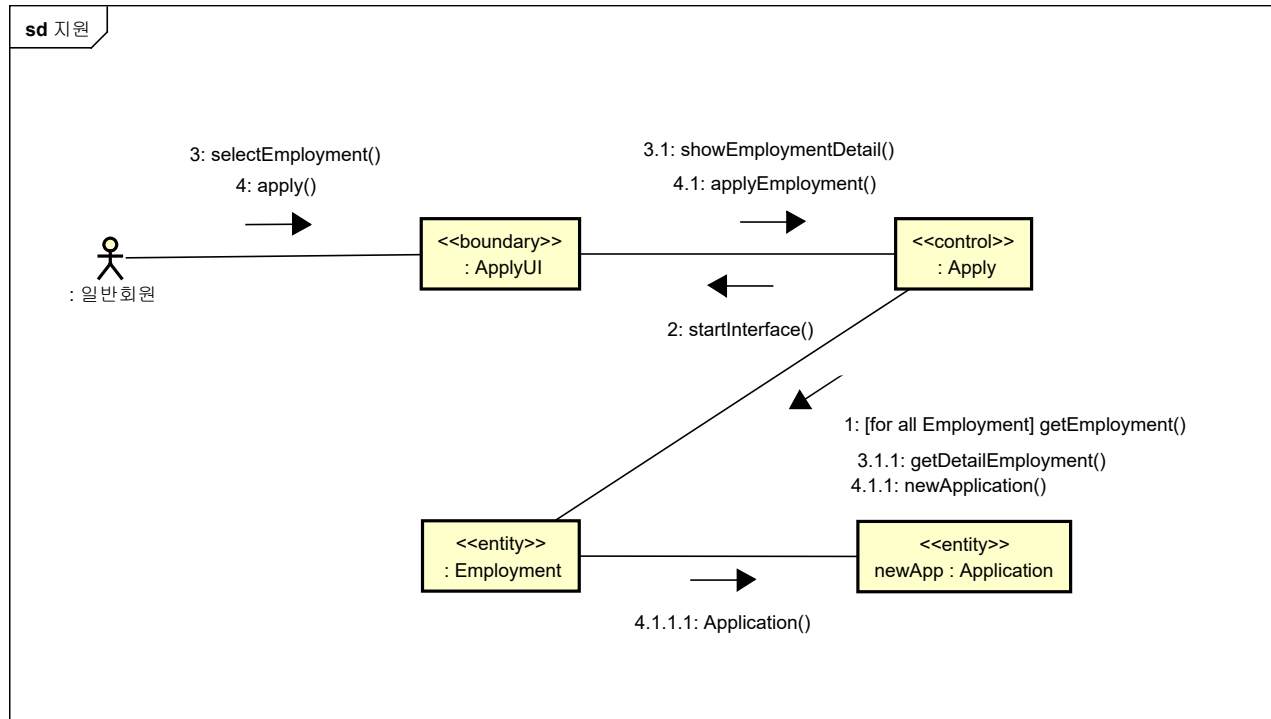 sd 지원
3: selectEmployment()
4: apply()
3.1: showEmploymentDetail()
4.1: applyEmployment()
: 일반회원
<<boundary>>
: ApplyUI
<<control>>
: Apply
2: startInterface()
1: [for all Employment] getEmployment()
3.1.1: getDetailEmployment()
4.1.1: newApplication()
<<entity>>
: Employment
<<entity>>
newApp : Application
4.1.1.1: Application()